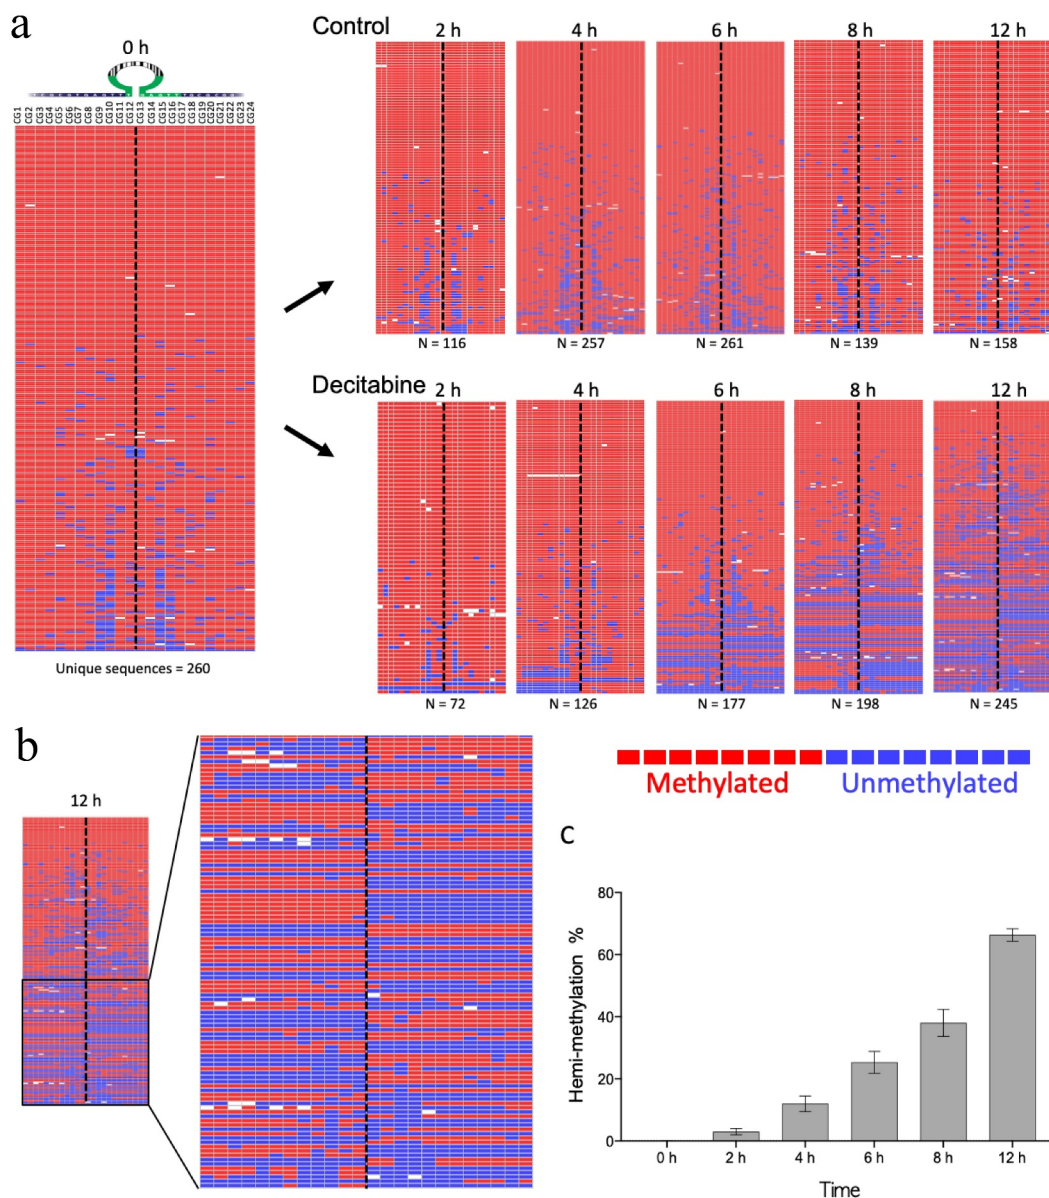 a
0 h
CG1 CG2 CG3 CG4 CG5 CG6 CG7 CG8 CG9 CG10 CG11 CG12 CG13 CG14 CG15 CG16 CG17 CG18 CG19 CG20 CG21 CG22 CG23 CG24
Unique sequences = 260
Control
2 h 4 h 6 h 8 h 12 h
N = 116 N = 257 N = 261 N = 139 N = 158
Decitabine
2 h 4 h 6 h 8 h 12 h
N = 72 N = 126 N = 177 N = 198 N = 245
b
12 h
Methylated Unmethylated
c
Hemi-methylation %
80
60
40
20
0
0 h 2 h 4 h 6 h 8 h 12 h
Time